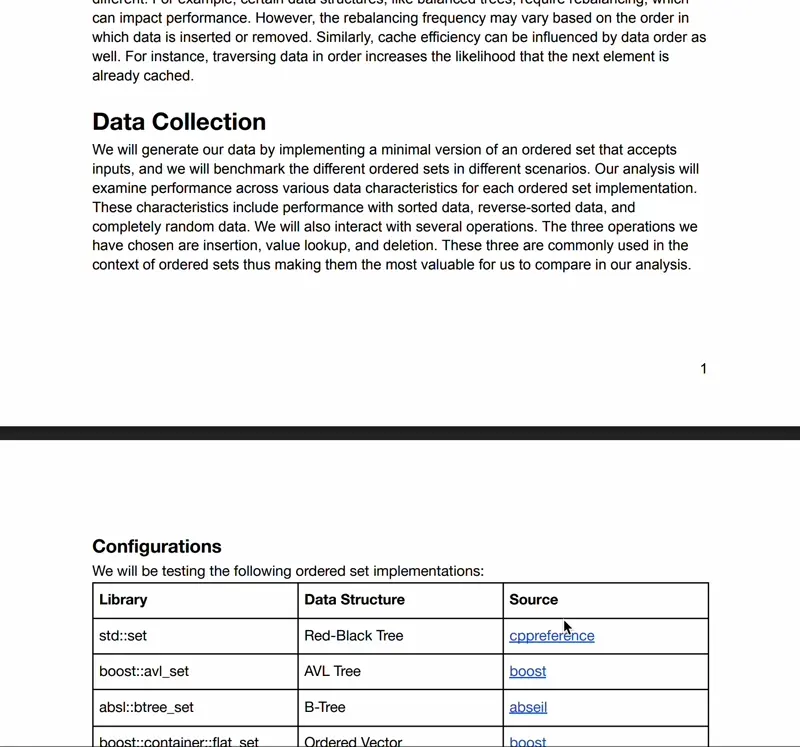 different. For example, certain data structures, like balanced trees, require rebalancing, which
can impact performance. However, the rebalancing frequency may vary based on the order in
which data is inserted or removed. Similarly, cache efficiency can be influenced by data order as
well. For instance, traversing data in order increases the likelihood that the next element is
already cached.
Data Collection
We will generate our data by implementing a minimal version of an ordered set that accepts
inputs, and we will benchmark the different ordered sets in different scenarios. Our analysis will
examine performance across various data characteristics for each ordered set implementation.
These characteristics include performance with sorted data, reverse-sorted data, and
completely random data. We will also interact with several operations. The three operations we
have chosen are insertion, value lookup, and deletion. These three are commonly used in the
context of ordered sets thus making them the most valuable for us to compare in our analysis.
1
Configurations
We will be testing the following ordered set implementations:
Library Data Structure Source
std::set Red-Black Tree cppreference
boost::avl_set AVL Tree boost
absl::btree_set B-Tree abseil
boost::container::flat_set Ordered Vector boost